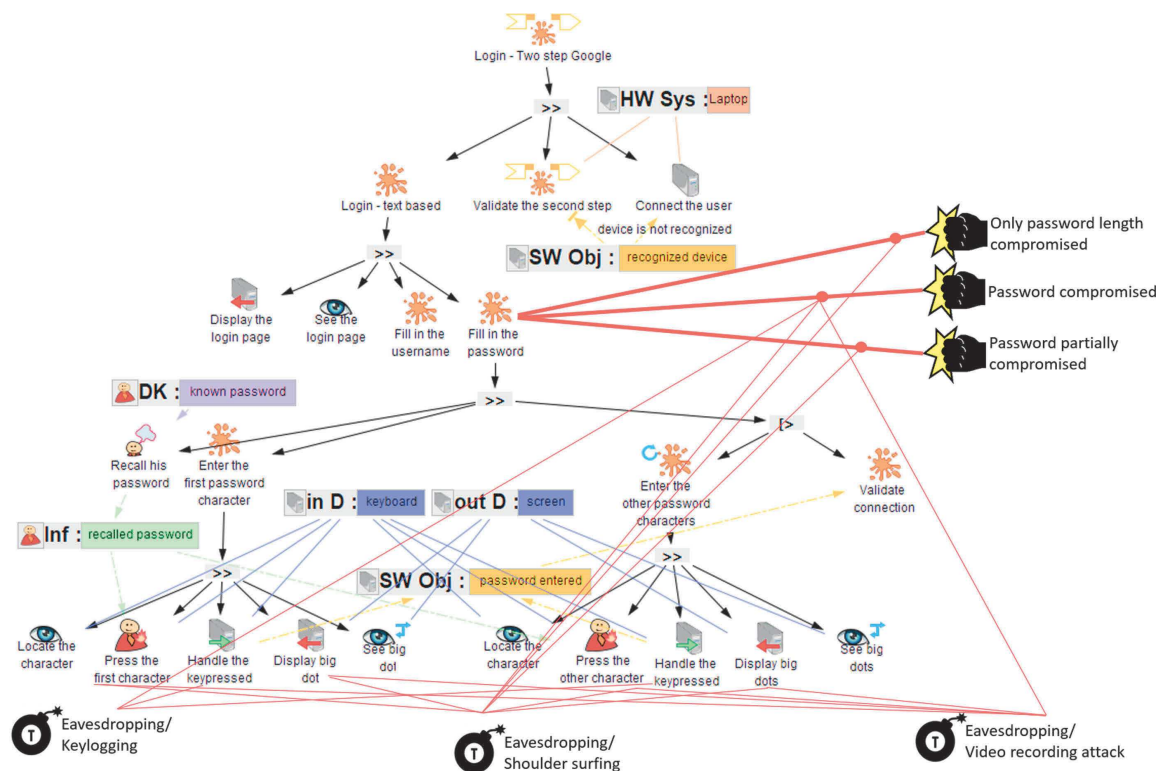 Login - Two step Google
>>
HW Sys : Laptop
Login - text based
Validate the second step
Connect the user
device is not recognized
SW Obj : recognized device
>>
Display the
login page
See the
login page
Fill in the
username
Fill in the
password
Only password length
compromised
Password compromised
Password partially
compromised
DK : known password
>>
[>
Recall his
password
Enter the
first password
character
Enter the
other password
characters
Validate
connection
in D : keyboard
out D : screen
Inf : recalled password
>>
>>
SW Obj : password entered
Locate the
character
Press the
first character
Handle the
keypressed
Display big
dot
See big
dot
Locate the
character
Press the
other character
Handle the
keypressed
Display big
dots
See big
dots
T
Eavesdropping/
Keylogging
T
Eavesdropping/
Shoulder surfing
T
Eavesdropping/
Video recording attack